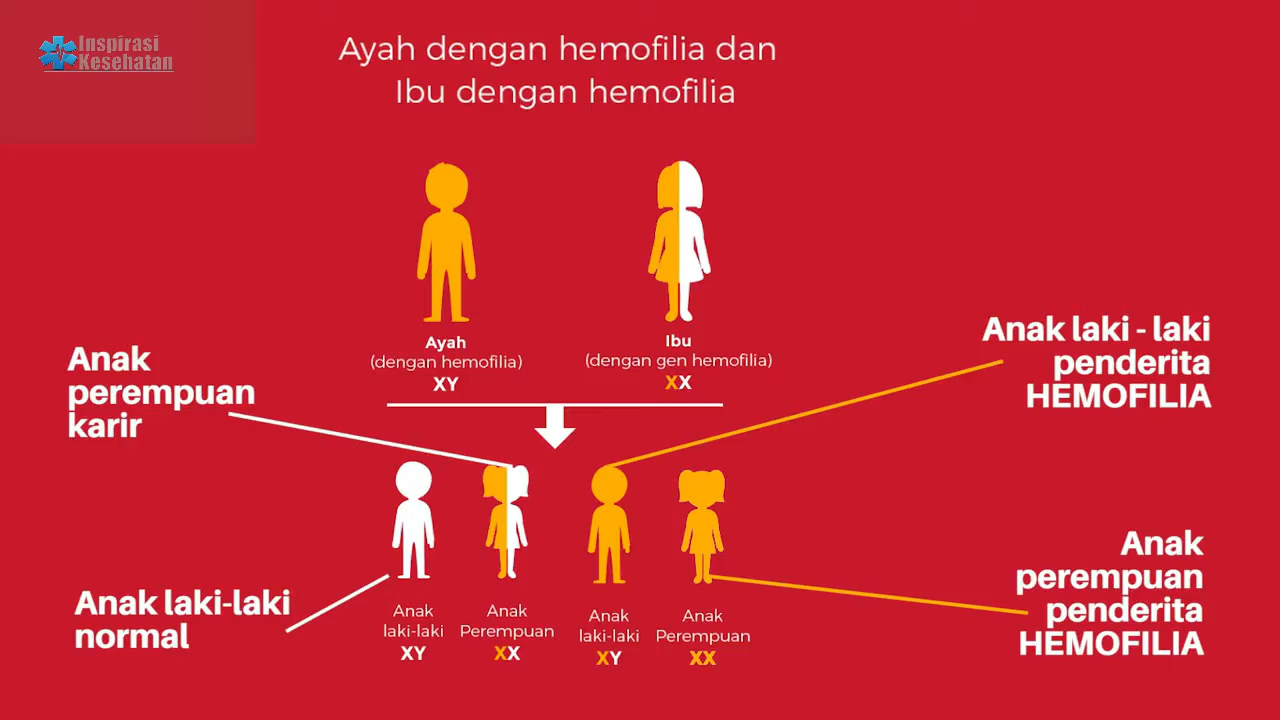 Inspirasi
Kesehatan
Ayah dengan hemofilia dan
Ibu dengan hemofilia
Ayah
(dengan hemofilia)
XY
Ibu
(dengan gen hemofilia)
XX
Anak
perempuan
karir
Anak laki - laki
penderita
HEMOFILIA
Anak laki-laki
normal
Anak
laki-laki
XY
Anak
Perempuan
XX
Anak
laki-laki
XY
Anak
Perempuan
XX
Anak
perempuan
penderita
HEMOFILIA